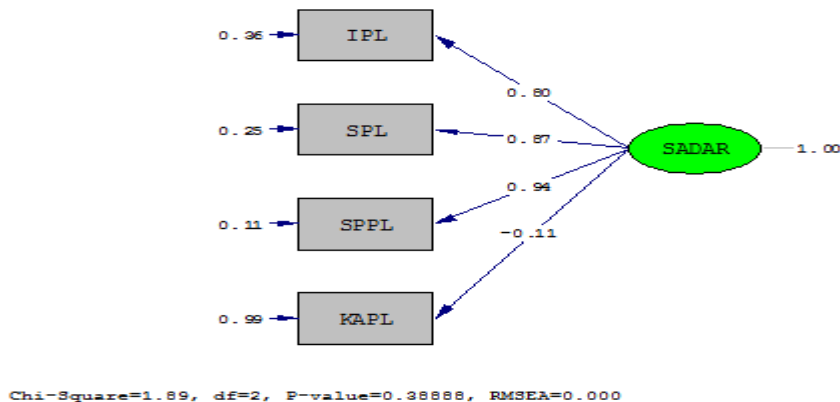 0.36 IPL
0.80
0.25 SPL
0.87
SADAR 1.00
0.94
0.11 SPPL
-0.11
0.99 KAPL
Chi-Square=1.89, df=2, P-value=0.38888, RMSEA=0.000